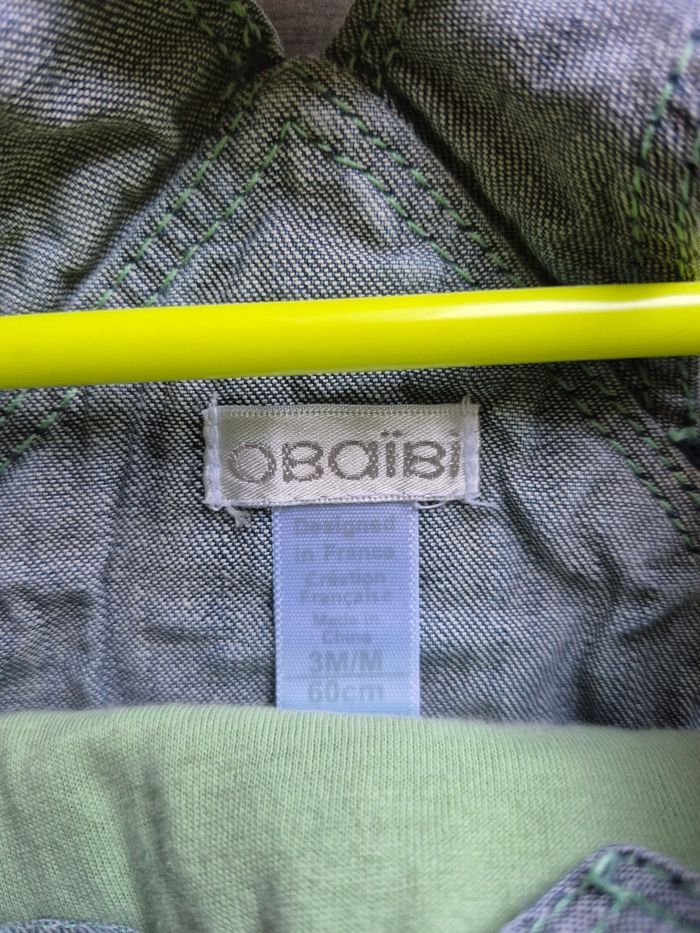 OBaïBi
Designed
in France
Création
Française
Made in
China
3M/M
60cm